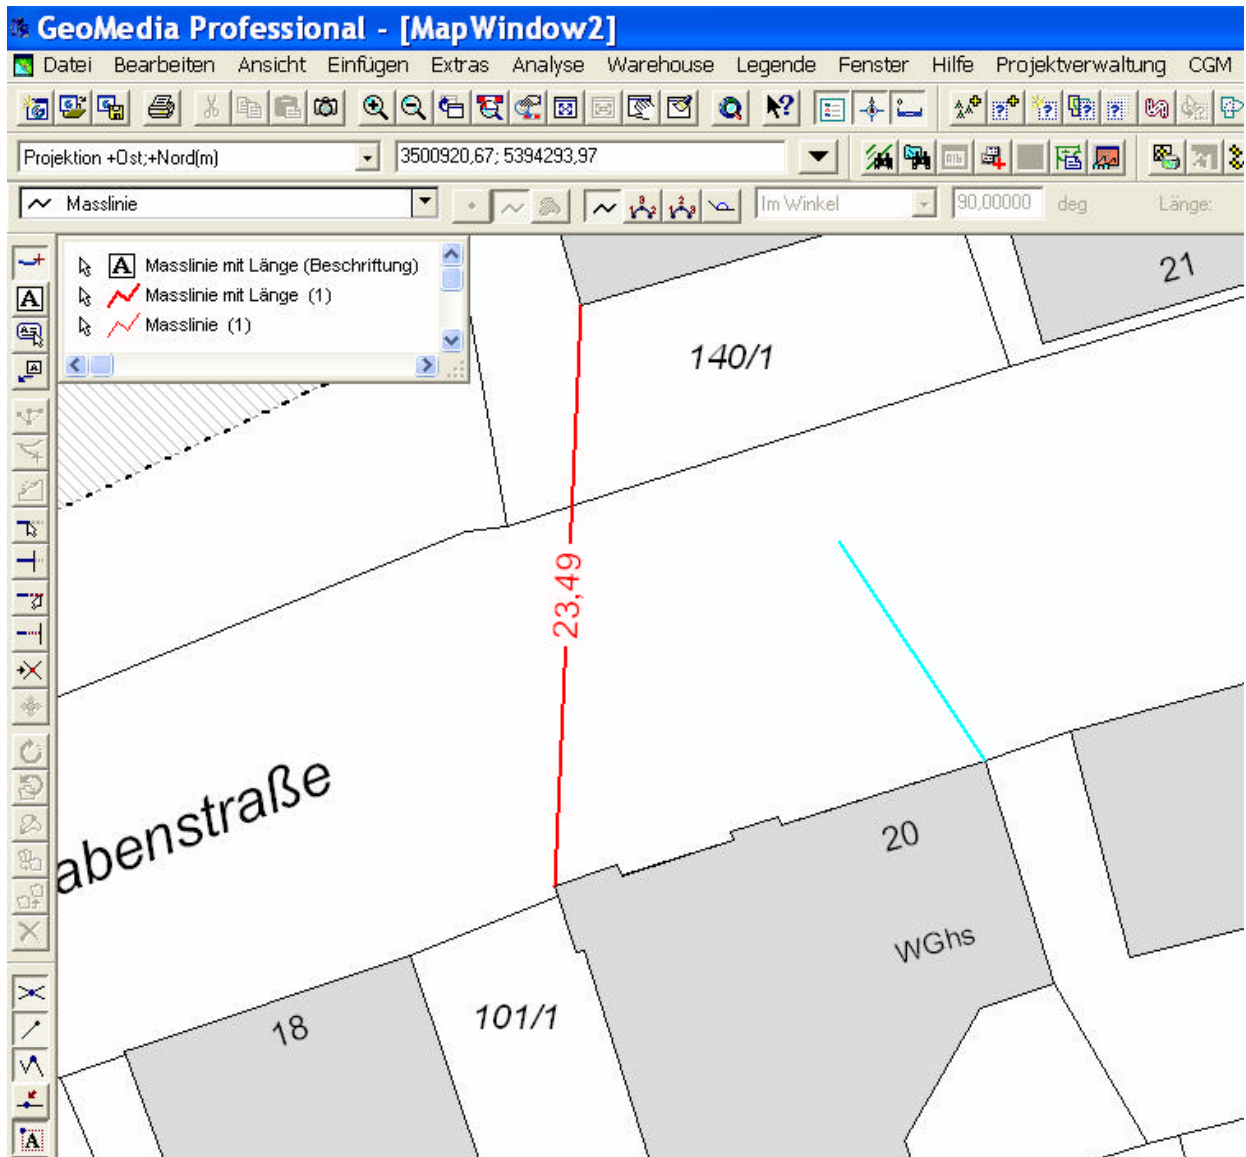 GeoMedia Professional - [MapWindow2]
Datei Bearbeiten Ansicht Einfügen Extras Analyse Warehouse Legende Fenster Hilfe Projektverwaltung CGM
Projektion +Ost;+Nord(m) 3500920,67; 5394293,97
Masslinie Im Winkel 90,00000 deg Länge:
A Masslinie mit Länge (Beschriftung)
Masslinie mit Länge (1)
Masslinie (1)
21
140/1
23,49
abenstraße
20
WGhs
101/1
18